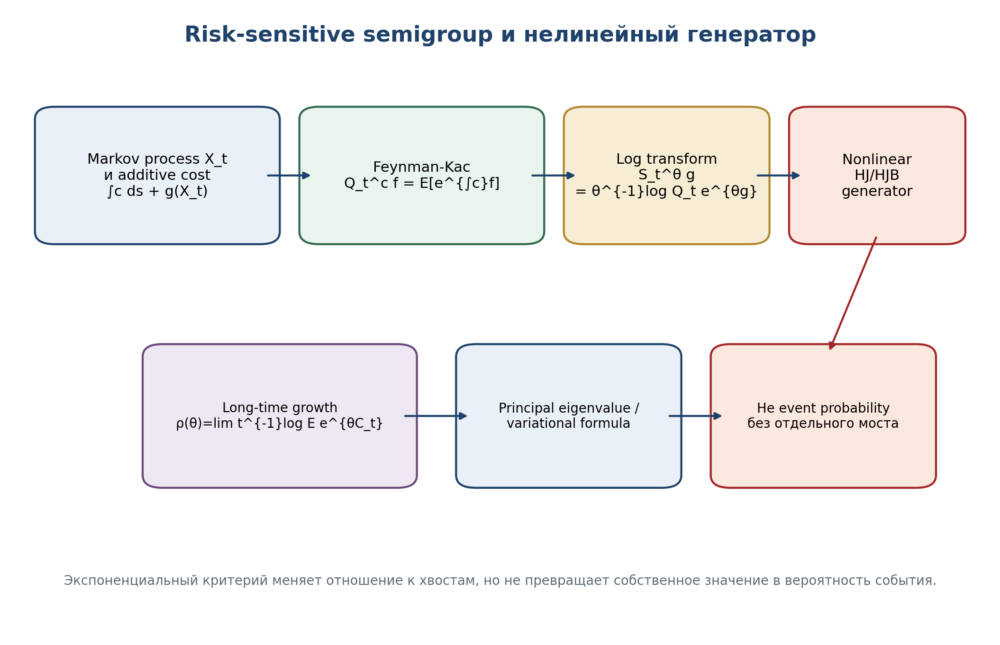 Risk-sensitive semigroup и нелинейный генератор
Markov process X_t
и additive cost
∫c ds + g(X_t)
Feynman-Kac
Q_t^c f = E[e^{∫c}f]
Log transform
S_t^θ g
= θ^{-1}log Q_t e^{θg}
Nonlinear
HJ/HJB
generator
Long-time growth
ρ(θ)=lim t^{-1}log E e^{θC_t}
Principal eigenvalue /
variational formula
Не event probability
без отдельного моста
Экспоненциальный критерий меняет отношение к хвостам, но не превращает собственное значение в вероятность события.